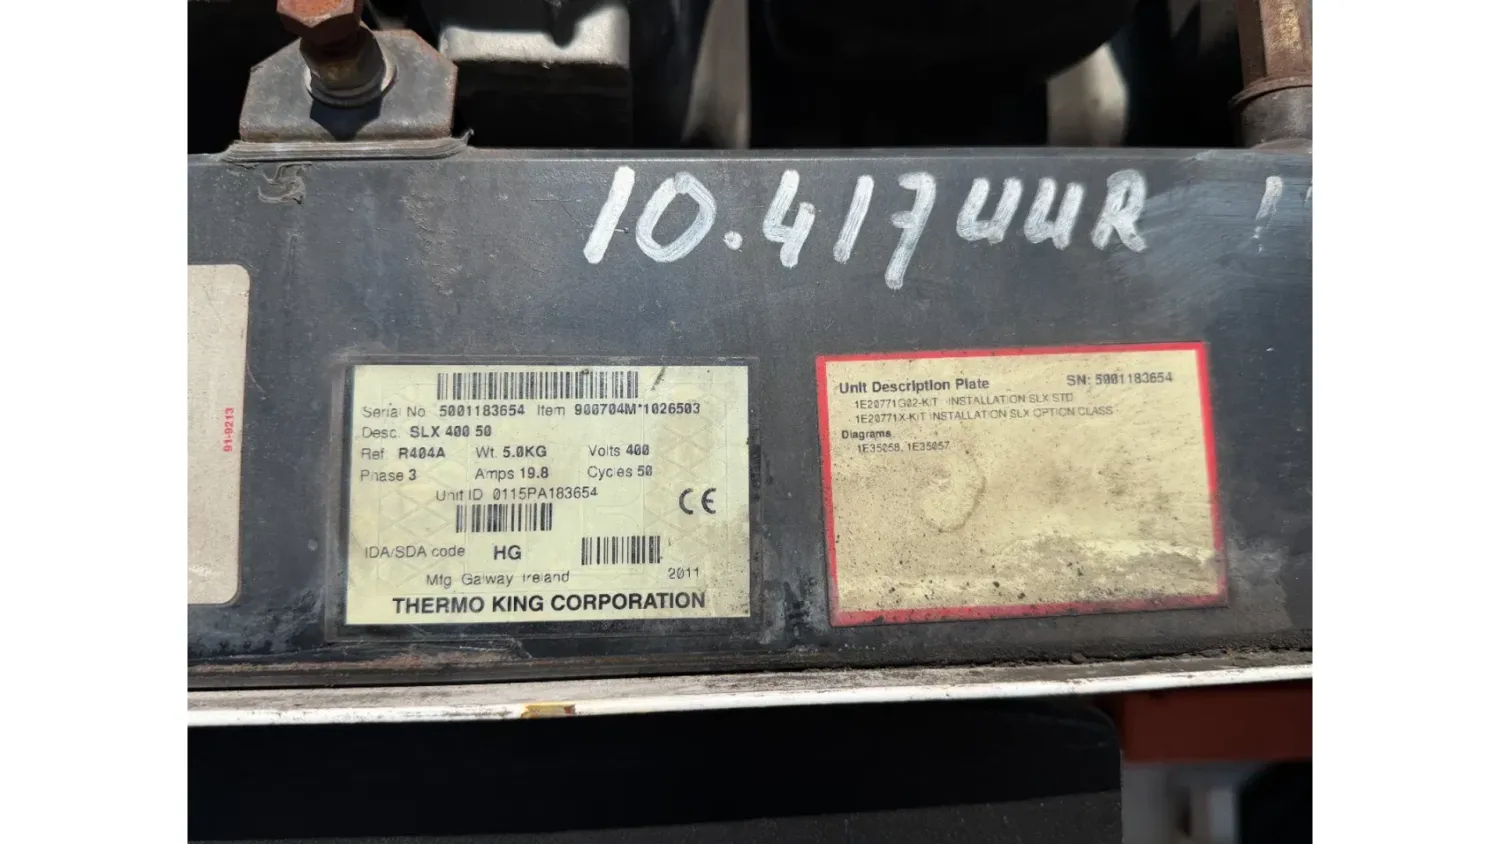 10.417 UUR
91-9213
Serial No. 5001183654 Item 900704M*1026503
Desc. SLX 400 50
Ref R404A Wt. 5.0KG Volts 400
Phase 3 Amps 19.8 Cycles 50
Unit ID 0115PA183654
CE
IDA/SDA code HG
Mfg Galway Ireland 2011
THERMO KING CORPORATION
Unit Description Plate SN: 5001183654
1E20771G02-KIT INSTALLATION SLX STD
1E20771X-KIT INSTALLATION SLX OPTION CLASS
Diagrams
1E35058, 1E35057